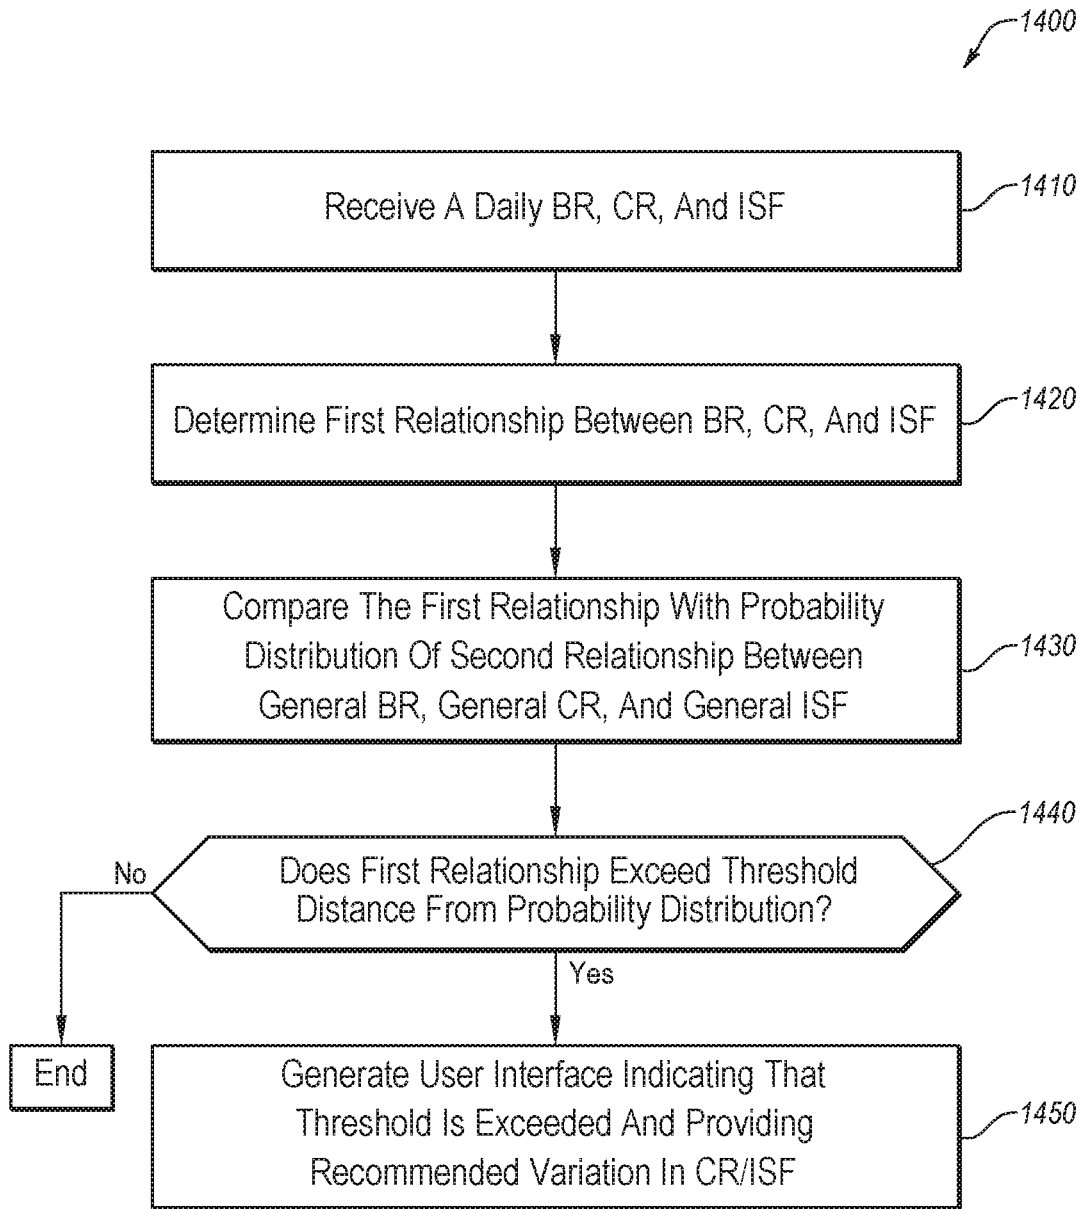 1400
Receive A Daily BR, CR, And ISF
1410
Determine First Relationship Between BR, CR, And ISF
1420
Compare The First Relationship With Probability
Distribution Of Second Relationship Between
General BR, General CR, And General ISF
1430
Does First Relationship Exceed Threshold
Distance From Probability Distribution?
1440
No
Yes
End
Generate User Interface Indicating That
Threshold Is Exceeded And Providing
Recommended Variation In CR/ISF
1450